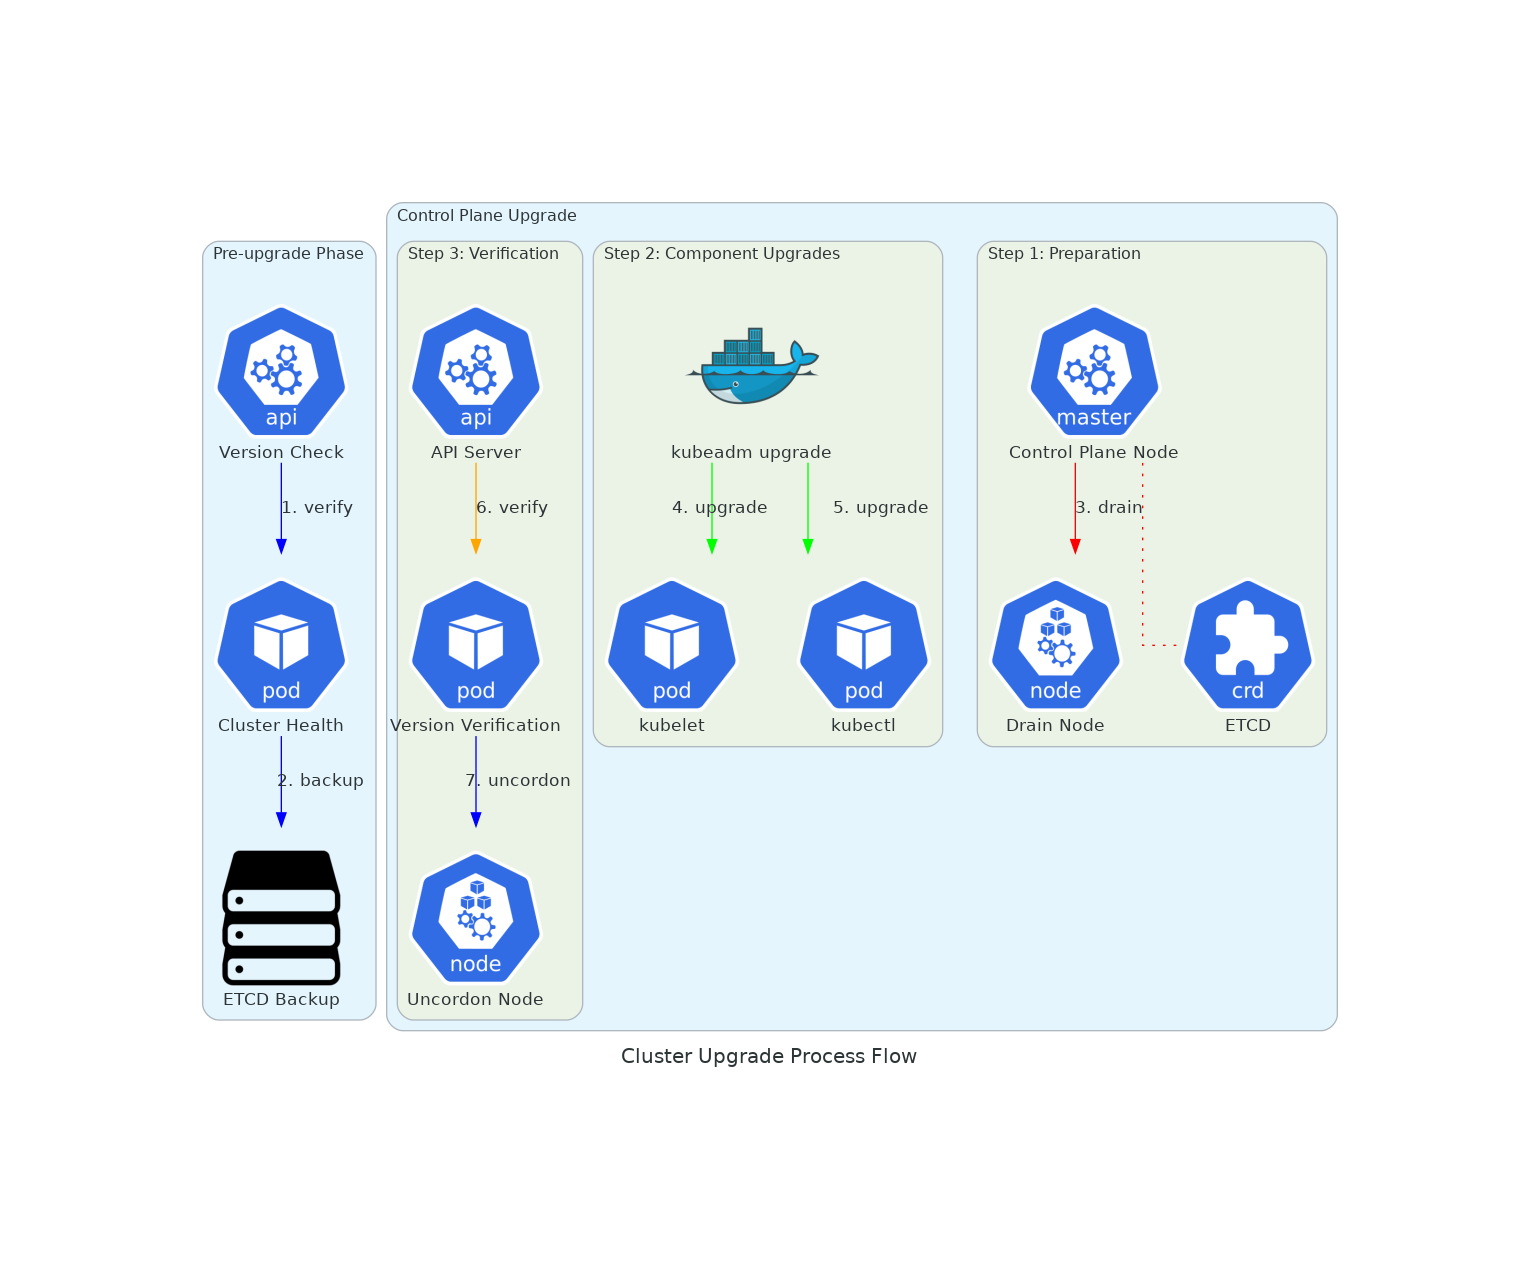 Control Plane Upgrade
Pre-upgrade Phase
api
Version Check
1. verify
pod
Cluster Health
2. backup
ETCD Backup
Step 3: Verification
api
API Server
6. verify
pod
Version Verification
7. uncordon
node
Uncordon Node
Step 2: Component Upgrades
kubeadm upgrade
4. upgrade
5. upgrade
pod
kubelet
pod
kubectl
Step 1: Preparation
master
Control Plane Node
3. drain
node
Drain Node
crd
ETCD
Cluster Upgrade Process Flow